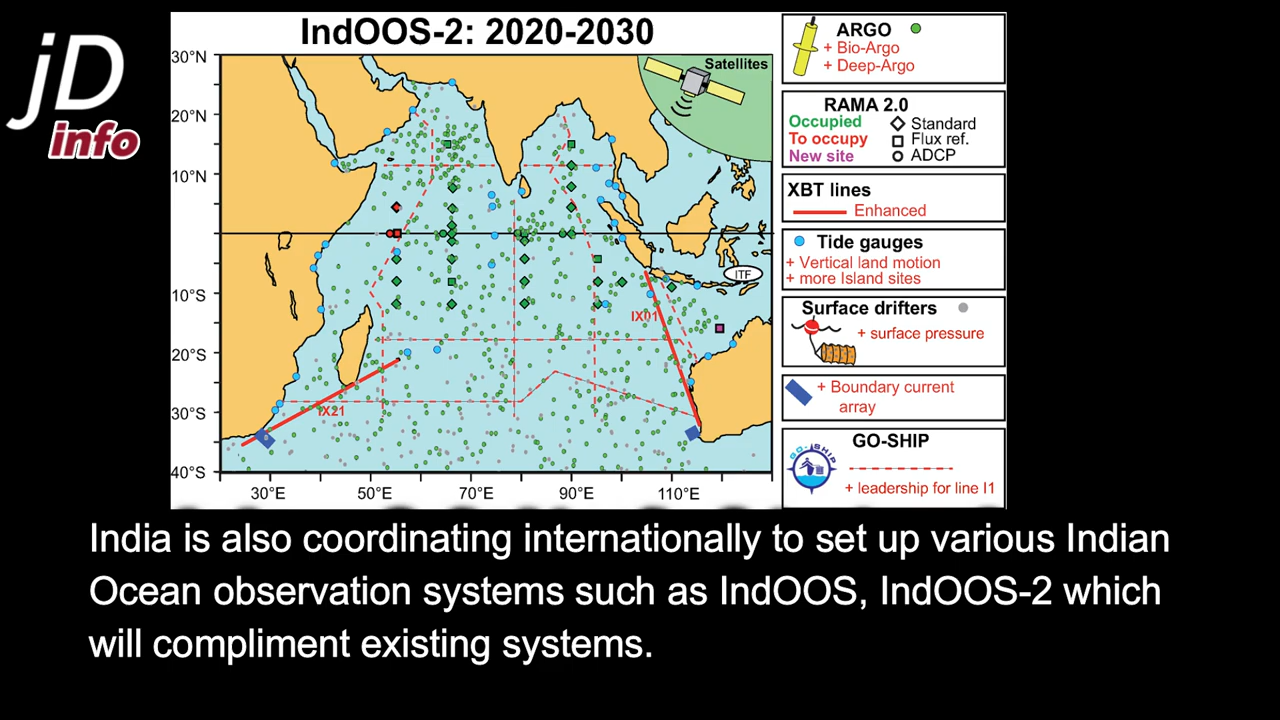 jD
info
IndOOS-2: 2020-2030
30°N
20°N
10°N
10°S
20°S
30°S
40°S
30°E
50°E
70°E
90°E
110°E
Satellites
ITF
IX01
IX21
ARGO
+ Bio-Argo
+ Deep-Argo
RAMA 2.0
Occupied
Standard
To occupy
Flux ref.
New site
ADCP
XBT lines
Enhanced
Tide gauges
+ Vertical land motion
+ more Island sites
Surface drifters
+ surface pressure
+ Boundary current
array
GO-SHIP
GO-SHIP
+ leadership for line I1
India is also coordinating internationally to set up various Indian
Ocean observation systems such as IndOOS, IndOOS-2 which
will compliment existing systems.